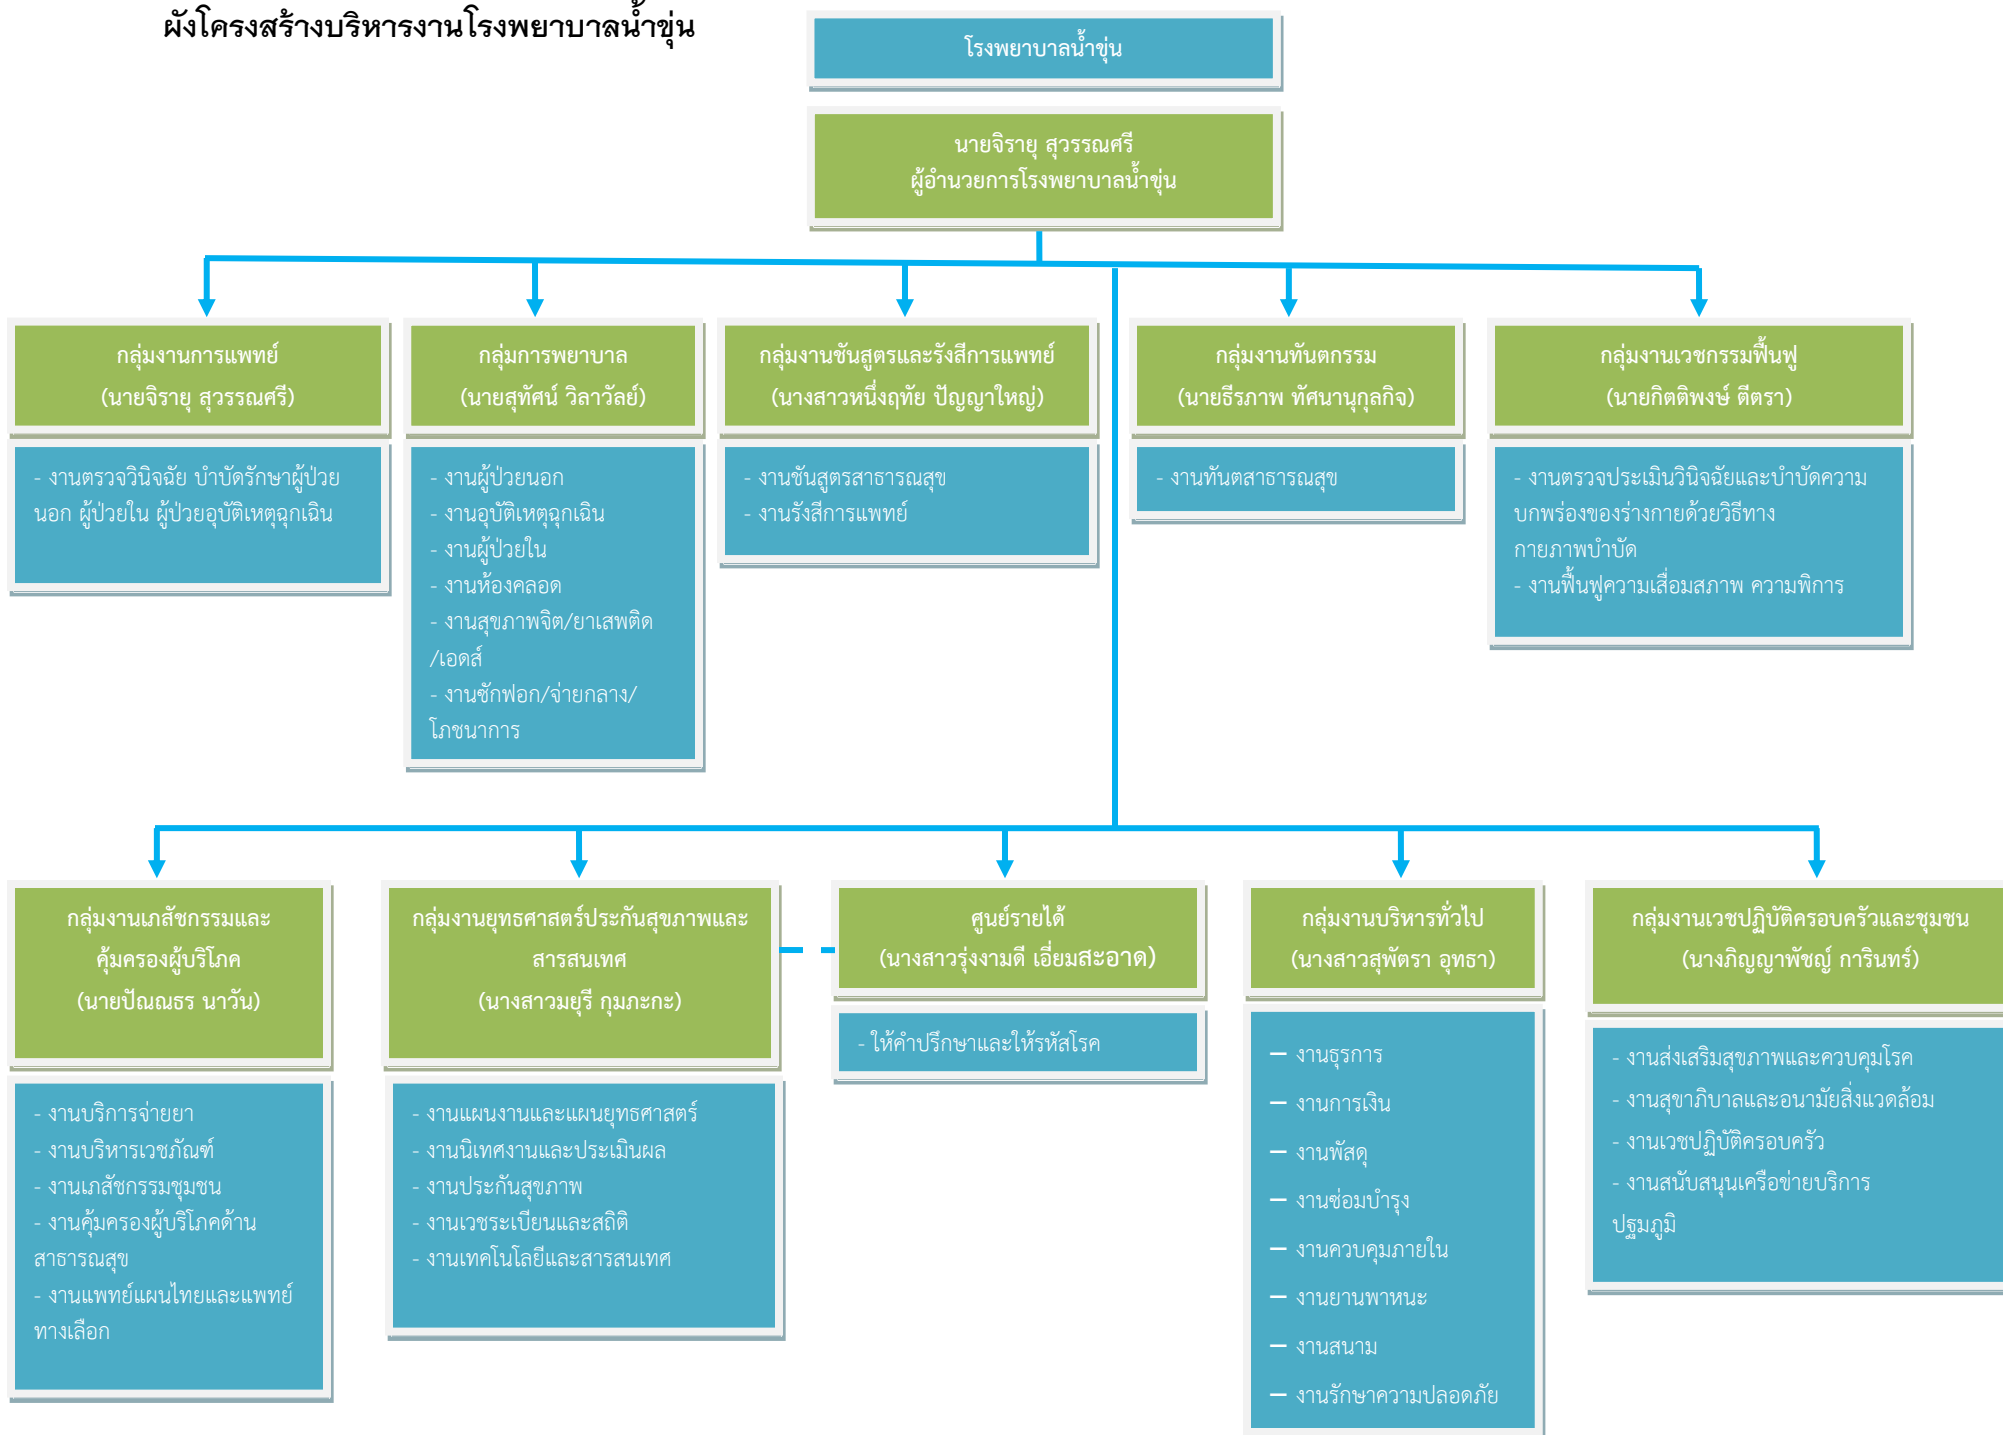 ผังโครงสร้างบริหารงานโรงพยาบาลน้ำขุ่น
โรงพยาบาลน้ำขุ่น
นายจิรายุ สุวรรณศรี
ผู้อำนวยการโรงพยาบาลน้ำขุ่น
กลุ่มงานการแพทย์
(นายจิรายุ สุวรรณศรี)
- งานตรวจวินิจฉัย บำบัดรักษาผู้ป่วย
นอก ผู้ป่วยใน ผู้ป่วยอุบัติเหตุฉุกเฉิน
กลุ่มการพยาบาล
(นายสุทัศน์ วิลาวัลย์)
- งานผู้ป่วยนอก
- งานอุบัติเหตุฉุกเฉิน
- งานผู้ป่วยใน
- งานห้องคลอด
- งานสุขภาพจิต/ยาเสพติด
/เอดส์
- งานซักฟอก/จ่ายกลาง/
โภชนาการ
กลุ่มงานชันสูตรและรังสีการแพทย์
(นางสาวหนึ่งฤทัย ปัญญาใหญ่)
- งานชันสูตรสาธารณสุข
- งานรังสีการแพทย์
กลุ่มงานทันตกรรม
(นายธีรภาพ ทัศนานุกุลกิจ)
- งานทันตสาธารณสุข
กลุ่มงานเวชกรรมฟื้นฟู
(นายกิตติพงษ์ ตีตรา)
- งานตรวจประเมินวินิจฉัยและบำบัดความ
บกพร่องของร่างกายด้วยวิธีทาง
กายภาพบำบัด
- งานฟื้นฟูความเสื่อมสภาพ ความพิการ
กลุ่มงานเภสัชกรรมและ
คุ้มครองผู้บริโภค
(นายปัณณธร นาวัน)
- งานบริการจ่ายยา
- งานบริหารเวชภัณฑ์
- งานเภสัชกรรมชุมชน
- งานคุ้มครองผู้บริโภคด้าน
สาธารณสุข
- งานแพทย์แผนไทยและแพทย์
ทางเลือก
กลุ่มงานยุทธศาสตร์ประกันสุขภาพและ
สารสนเทศ
(นางสาวมยุรี กุมภะกะ)
- งานแผนงานและแผนยุทธศาสตร์
- งานนิเทศงานและประเมินผล
- งานประกันสุขภาพ
- งานเวชระเบียนและสถิติ
- งานเทคโนโลยีและสารสนเทศ
ศูนย์รายได้
(นางสาวรุ่งงามดี เอี่ยมสะอาด)
- ให้คำปรึกษาและให้รหัสโรค
กลุ่มงานบริหารทั่วไป
(นางสาวสุพัตรา อุทธา)
– งานธุรการ
– งานการเงิน
– งานพัสดุ
– งานซ่อมบำรุง
– งานควบคุมภายใน
– งานยานพาหนะ
– งานสนาม
– งานรักษาความปลอดภัย
กลุ่มงานเวชปฏิบัติครอบครัวและชุมชน
(นางภิญญาพัชญ์ การินทร์)
- งานส่งเสริมสุขภาพและควบคุมโรค
- งานสุขาภิบาลและอนามัยสิ่งแวดล้อม
- งานเวชปฏิบัติครอบครัว
- งานสนับสนุนเครือข่ายบริการ
ปฐมภูมิ